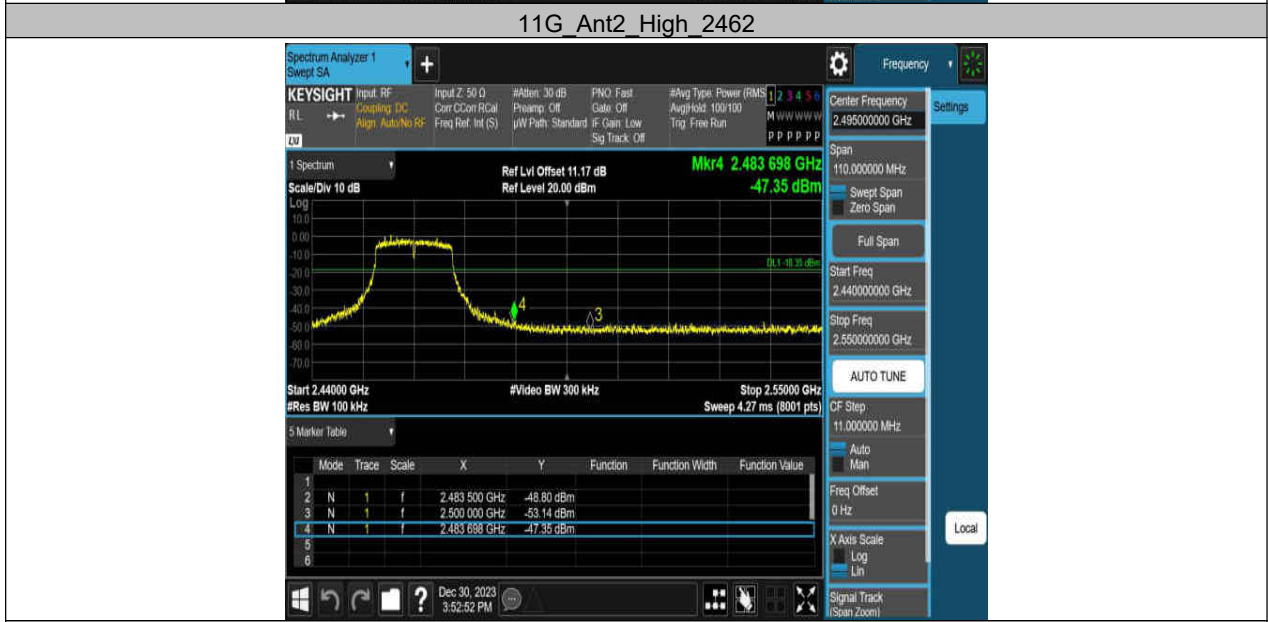 11G_Ant2_High_2462
Spectrum Analyzer 1
Swept SA
+
Frequency
KEYSIGHT
RL
LXI
Input: RF
Coupling: DC
Align: Auto/No RF
Input Z: 50 Ω
Corr CCorr RCal
Freq Ref: Int (S)
#Atten: 30 dB
Preamp: Off
µW Path: Standard
PNO: Fast
Gate: Off
IF Gain: Low
Sig Track: Off
#Avg Type: Power (RMS
Avg|Hold: 100/100
Trig: Free Run
1 2 3 4 5 6
M W W W W W
P P P P P P
Center Frequency
2.495000000 GHz
Settings
Span
110.000000 MHz
Swept Span
Zero Span
Full Span
Start Freq
2.440000000 GHz
Stop Freq
2.550000000 GHz
AUTO TUNE
CF Step
11.000000 MHz
Auto
Man
Freq Offset
0 Hz
X Axis Scale
Log
Lin
Signal Track
(Span Zoom)
Local
1 Spectrum
Scale/Div 10 dB
Ref Lvl Offset 11.17 dB
Ref Level 20.00 dBm
Mkr4 2.483 698 GHz
-47.35 dBm
Log
10.0
0.00
-10.0
-20.0
-30.0
-40.0
-50.0
-60.0
-70.0
DL1 -18.35 dBm
4
3
Start 2.44000 GHz
#Res BW 100 kHz
#Video BW 300 kHz
Stop 2.55000 GHz
Sweep 4.27 ms (8001 pts)
5 Marker Table
Mode Trace Scale X Y Function Function Width Function Value
1
2 N 1 f 2.483 500 GHz -48.80 dBm
3 N 1 f 2.500 000 GHz -53.14 dBm
4 N 1 f 2.483 698 GHz -47.35 dBm
5
6
?
Dec 30, 2023
3:52:52 PM